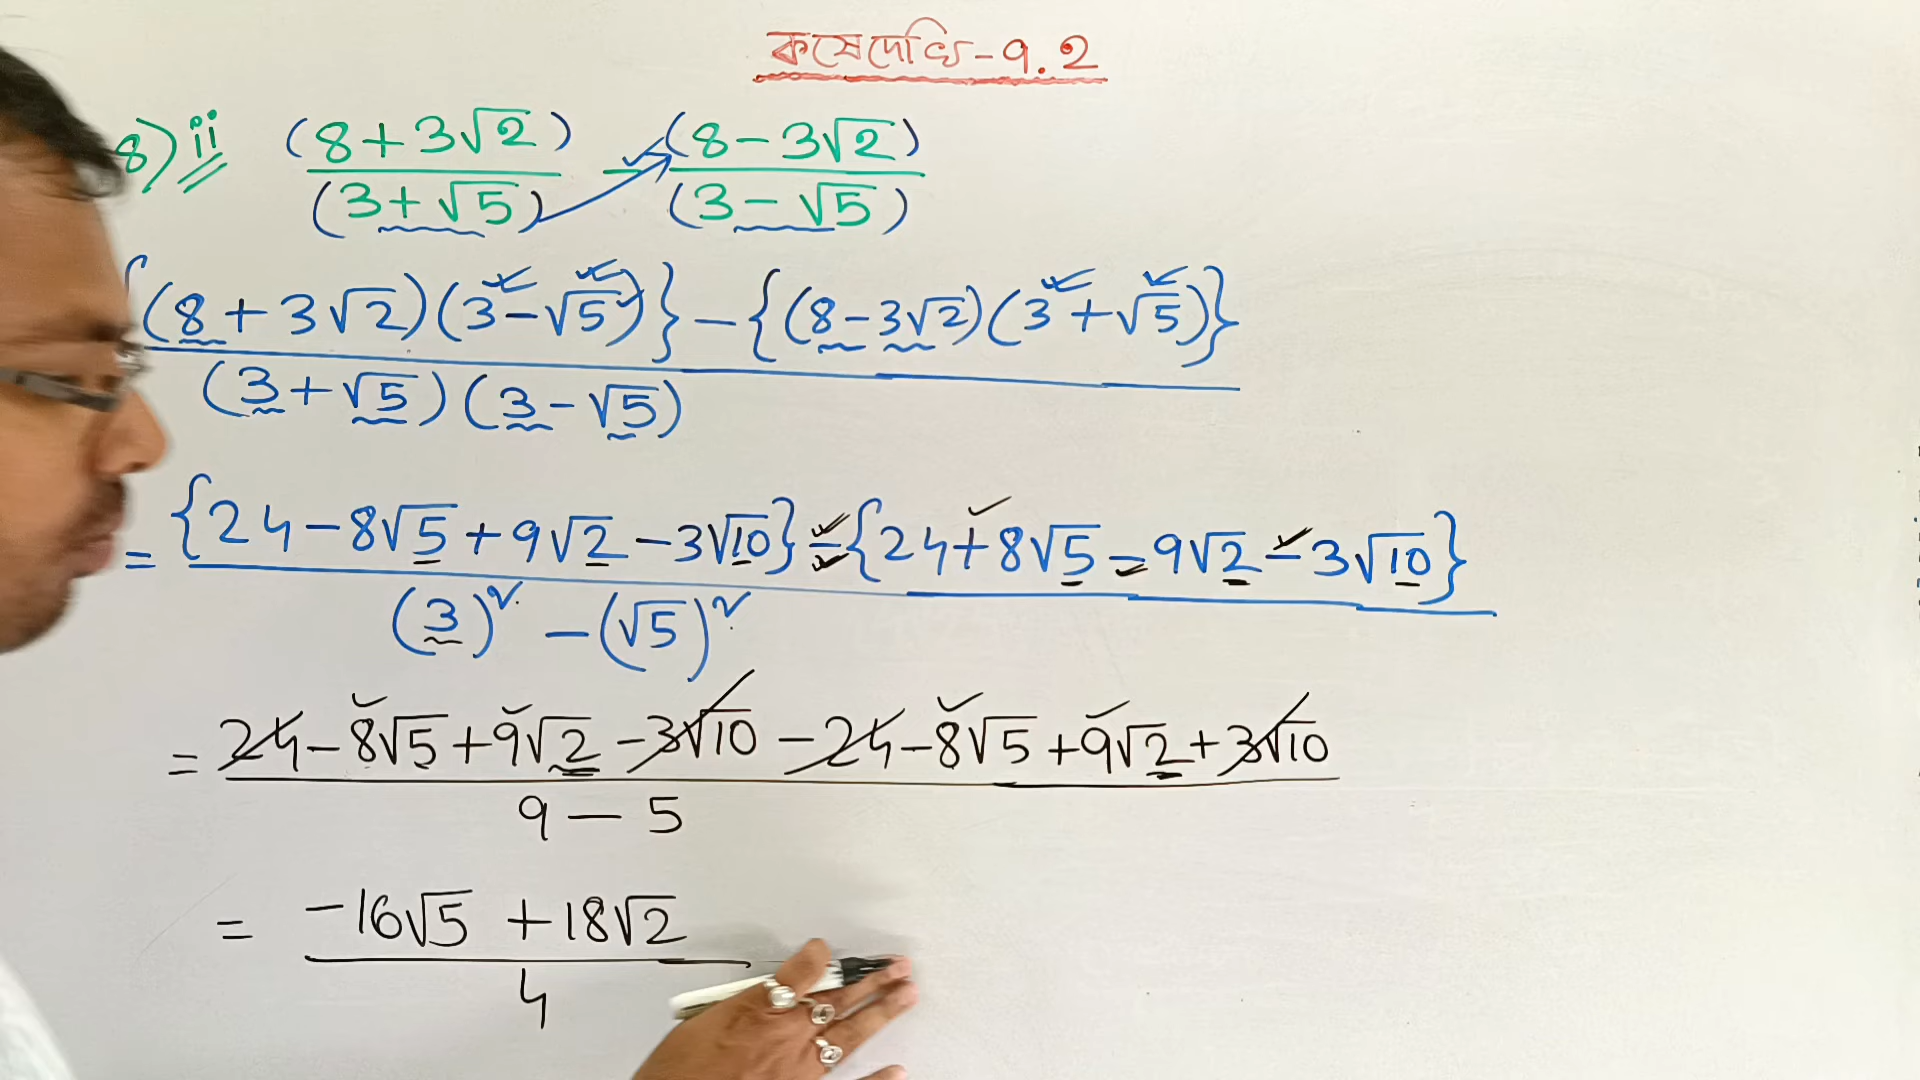 কষে দেখি - ৯.২
8) ii (8+3√2)/(3+√5) - (8-3√2)/(3-√5)
{(8+3√2)(3-√5)} - {(8-3√2)(3+√5)}
(3+√5)(3-√5)
= {24-8√5+9√2-3√10} - {24+8√5-9√2-3√10}
(3)² - (√5)²
= 24-8√5+9√2-3√10-24-8√5+9√2+3√10
9-5
= -16√5+18√2
4